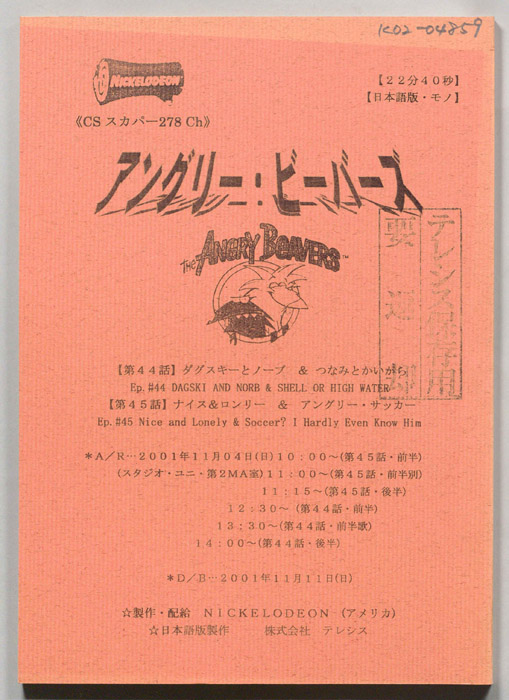 K02-04859
NICKELODEON
【22分40秒】
【日本語版・モノ】
《CS スカパー278 Ch》
アングリー・ビーバーズ
THE ANGRY BEAVERS™
テレシス保存用
要返却
【第44話】ダグスキーとノーブ & つなみとかいがら
Ep.#44 DAGSKI AND NORB & SHELL OR HIGH WATER
【第45話】ナイス&ロンリー & アングリー・サッカー
Ep.#45 Nice and Lonely & Soccer? I Hardly Even Know Him
*A/R…2001年11月04日(日)10:00~(第45話・前半)
(スタジオ・ユニ・第2MA室)11:00~(第45話・前半別)
11:15~(第45話・後半)
12:30~(第44話・前半)
13:30~(第44話・前半歌)
14:00~(第44話・後半)
*D/B…2001年11月11日(日)
☆製作・配給 NICKELODEON (アメリカ)
☆日本語版製作 株式会社 テレシス